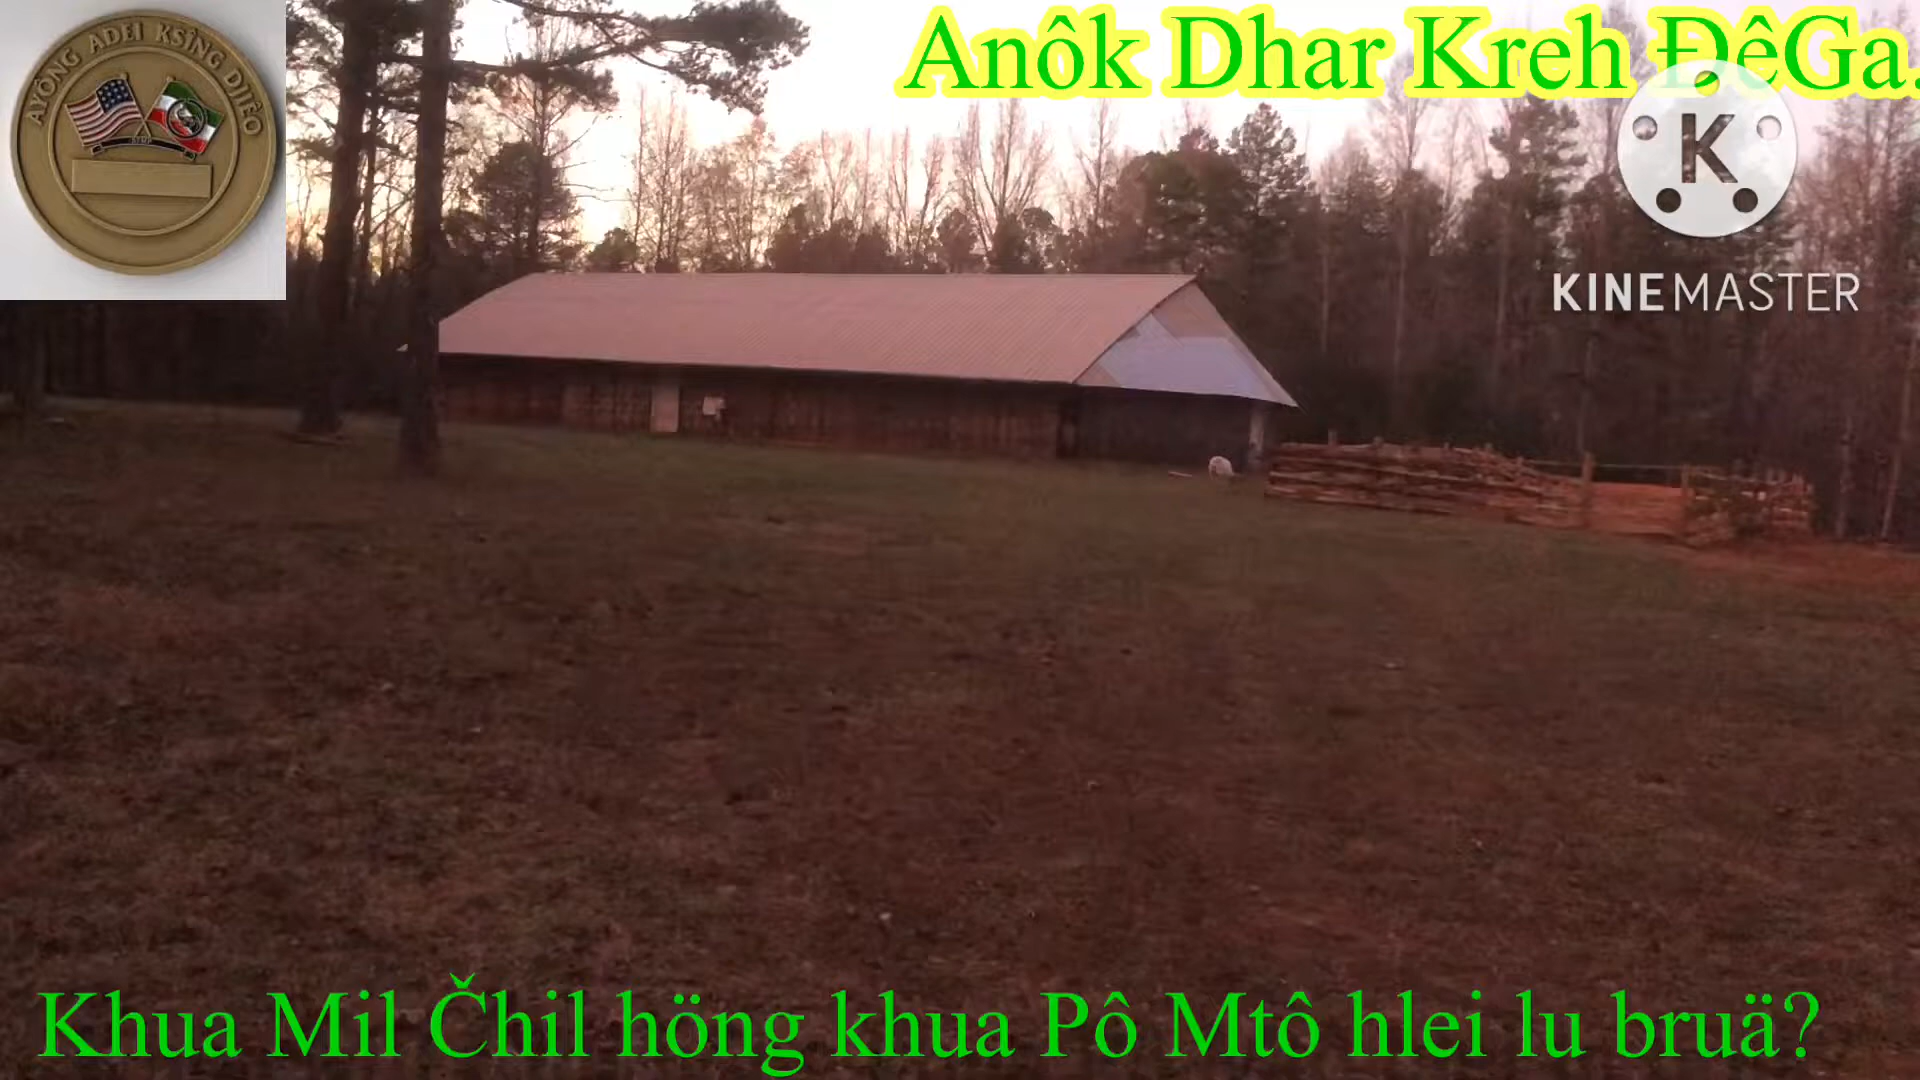 AYŎNG ADEI KSĬNG DJIÊO
Anôk Dhar Kreh ĐêGa.
K
KINEMASTER
Khua Mil Čhil höng khua Pô Mtô hlei lu bruä?